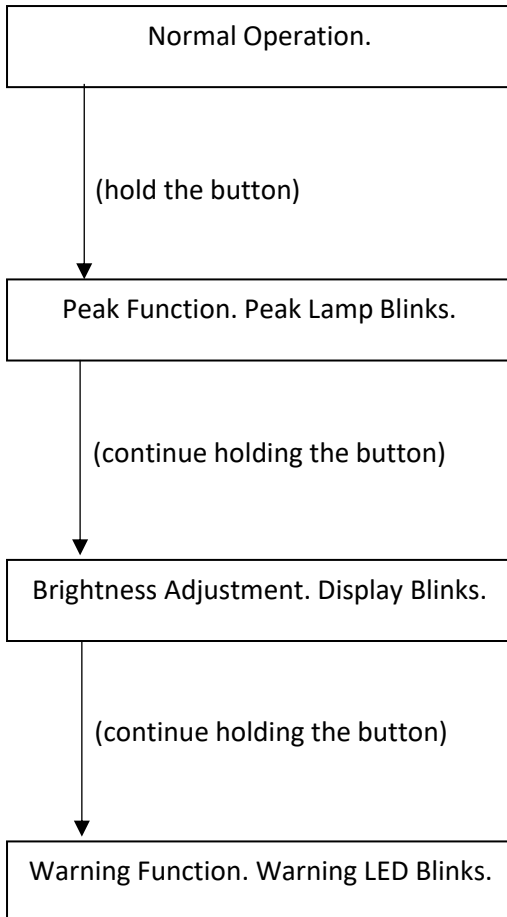 Normal Operation.
(hold the button)
Peak Function. Peak Lamp Blinks.
(continue holding the button)
Brightness Adjustment. Display Blinks.
(continue holding the button)
Warning Function. Warning LED Blinks.